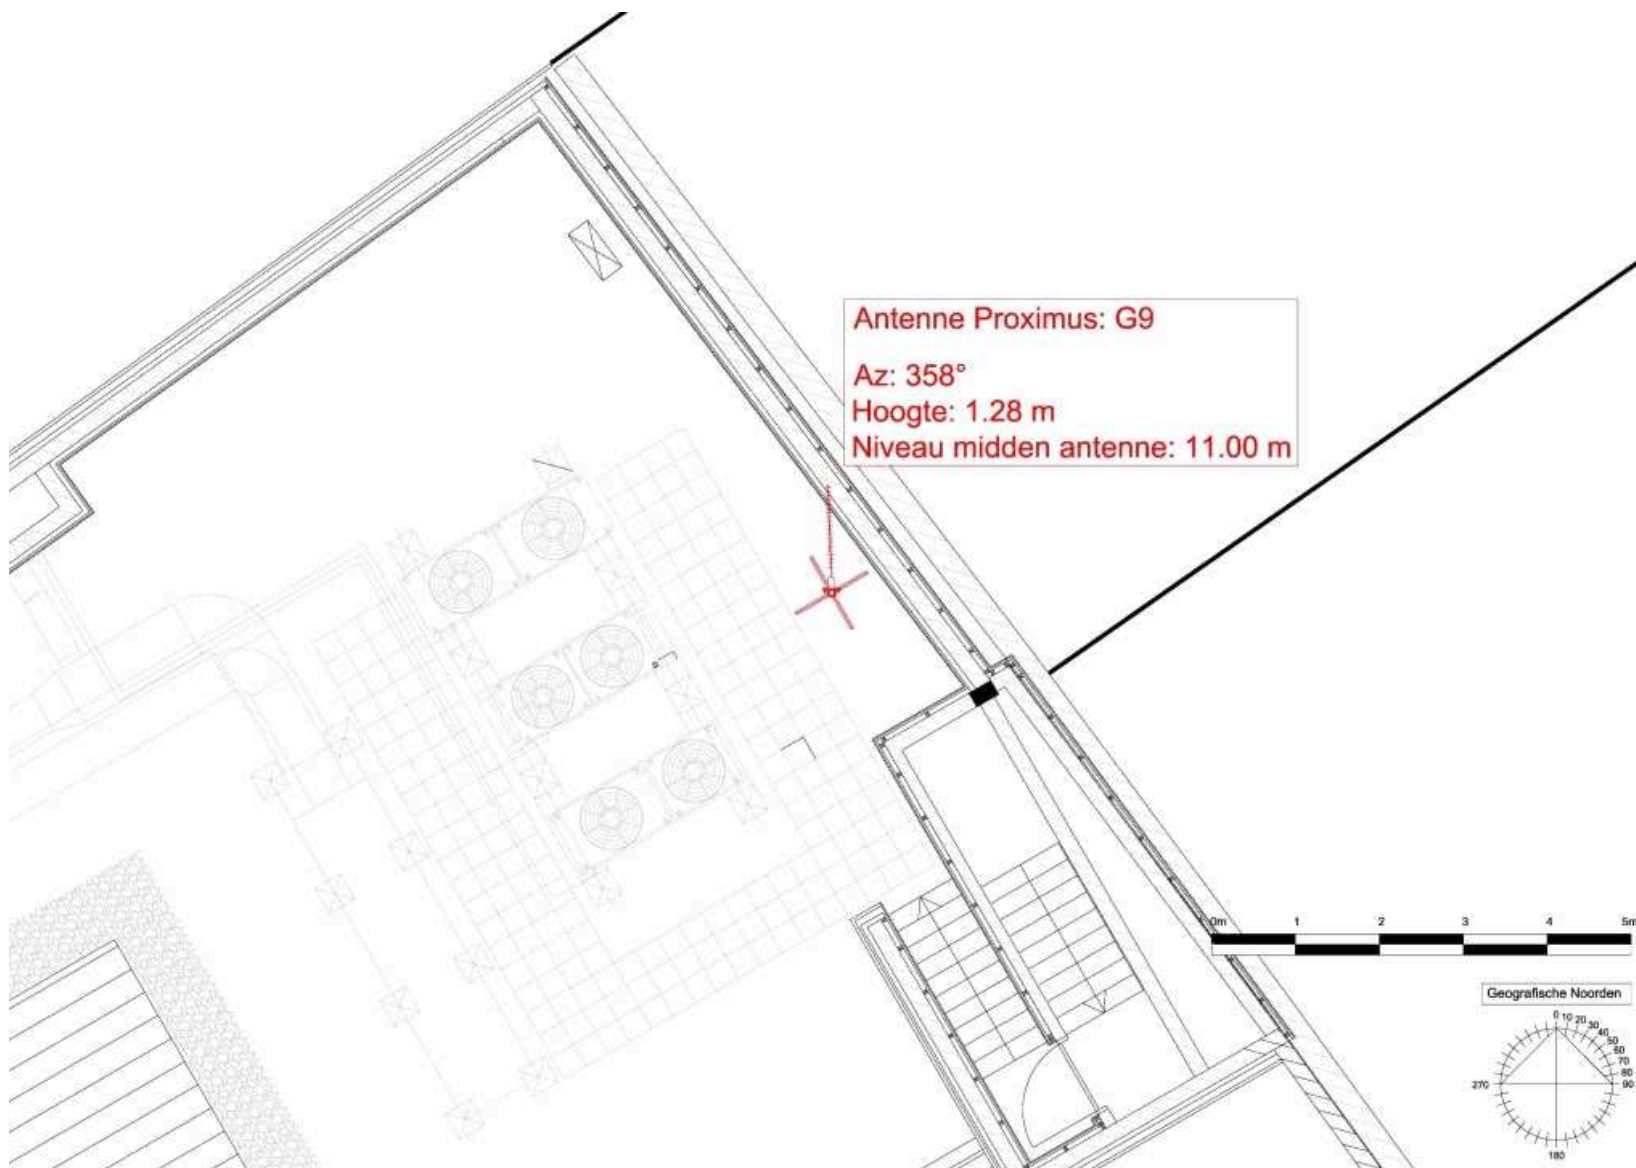 Antenne Proximus: G9
Az: 358°
Hoogte: 1.28 m
Niveau midden antenne: 11.00 m
0m 1 2 3 4 5m
Geografische Noorden
0 10 20 30 40 50 60 70 80 90
270
180